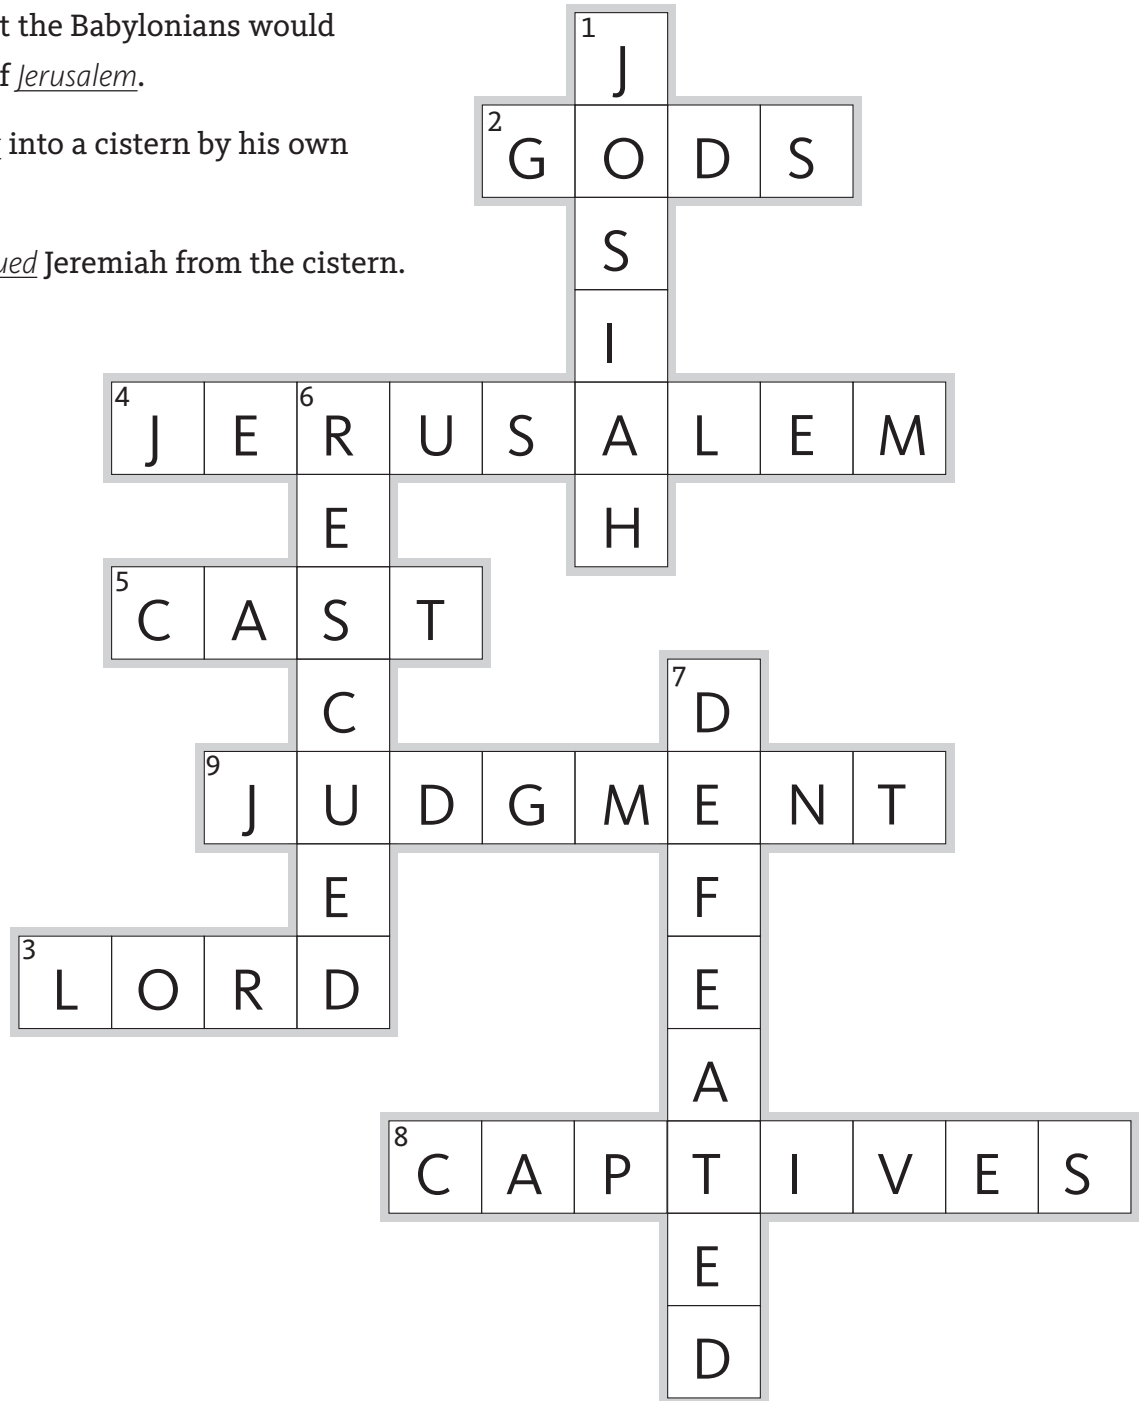 t the Babylonians would
f Jerusalem.
into a cistern by his own
ued Jeremiah from the cistern.
1
J
2
G O D S
S
I
4 6
J E R U S A L E M
E H
5
C A S T
7
C D
9
J U D G M E N T
E F
3
L O R D E
A
8
C A P T I V E S
E
D